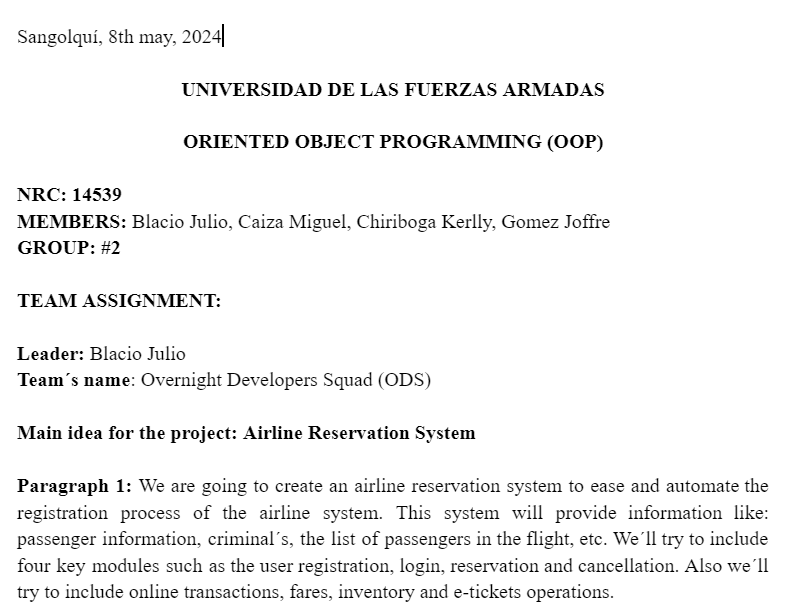 Sangolquí, 8th may, 2024
UNIVERSIDAD DE LAS FUERZAS ARMADAS
ORIENTED OBJECT PROGRAMMING (OOP)
NRC: 14539
MEMBERS: Blacio Julio, Caiza Miguel, Chiriboga Kerlly, Gomez Joffre
GROUP: #2
TEAM ASSIGNMENT:
Leader: Blacio Julio
Team´s name: Overnight Developers Squad (ODS)
Main idea for the project: Airline Reservation System
Paragraph 1: We are going to create an airline reservation system to ease and automate the
registration process of the airline system. This system will provide information like:
passenger information, criminal´s, the list of passengers in the flight, etc. We´ll try to include
four key modules such as the user registration, login, reservation and cancellation. Also we´ll
try to include online transactions, fares, inventory and e-tickets operations.